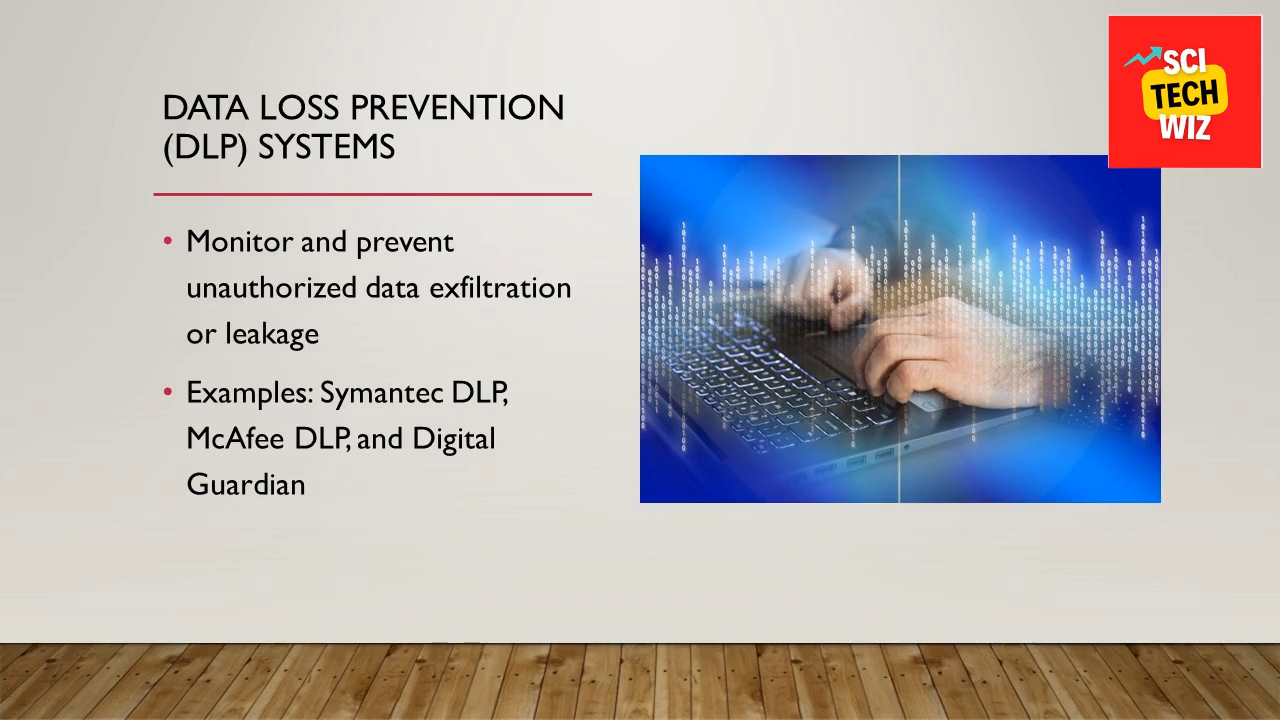 DATA LOSS PREVENTION
(DLP) SYSTEMS
• Monitor and prevent
unauthorized data exfiltration
or leakage
• Examples: Symantec DLP,
McAfee DLP, and Digital
Guardian
SCI
TECH
WIZ